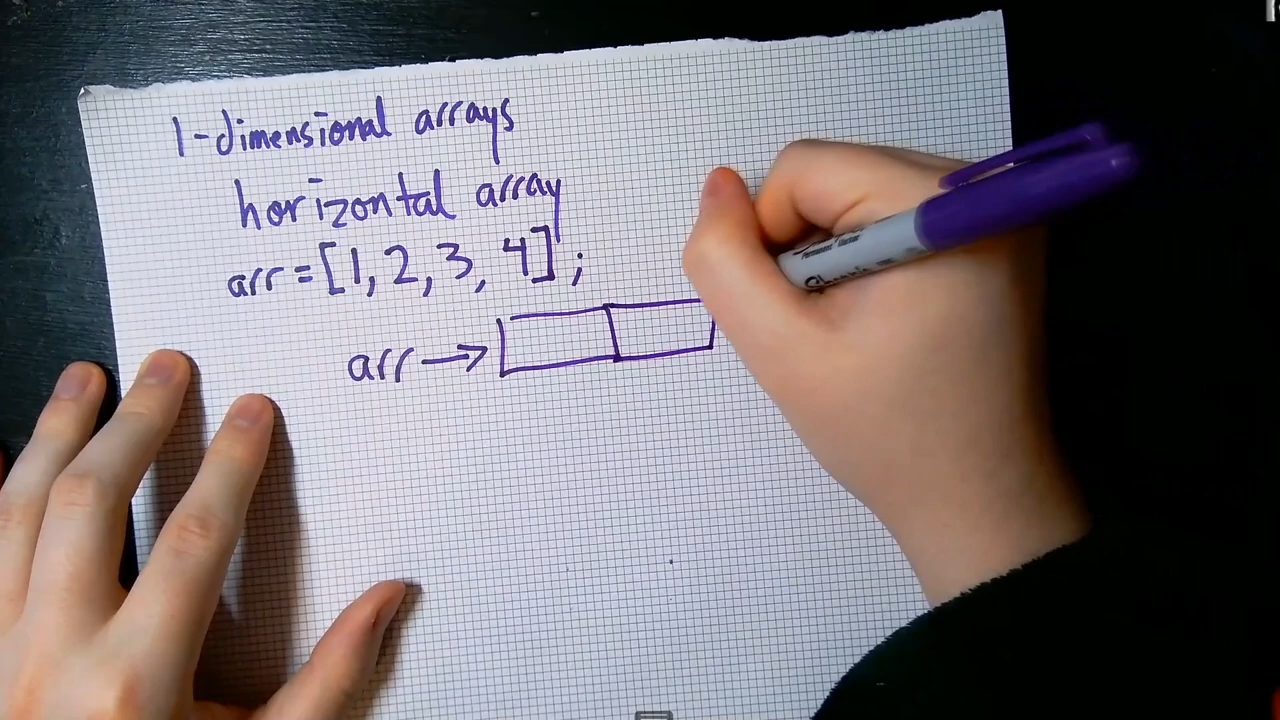 1-dimensional arrays
horizontal array
arr=[1, 2, 3, 4];
arr→